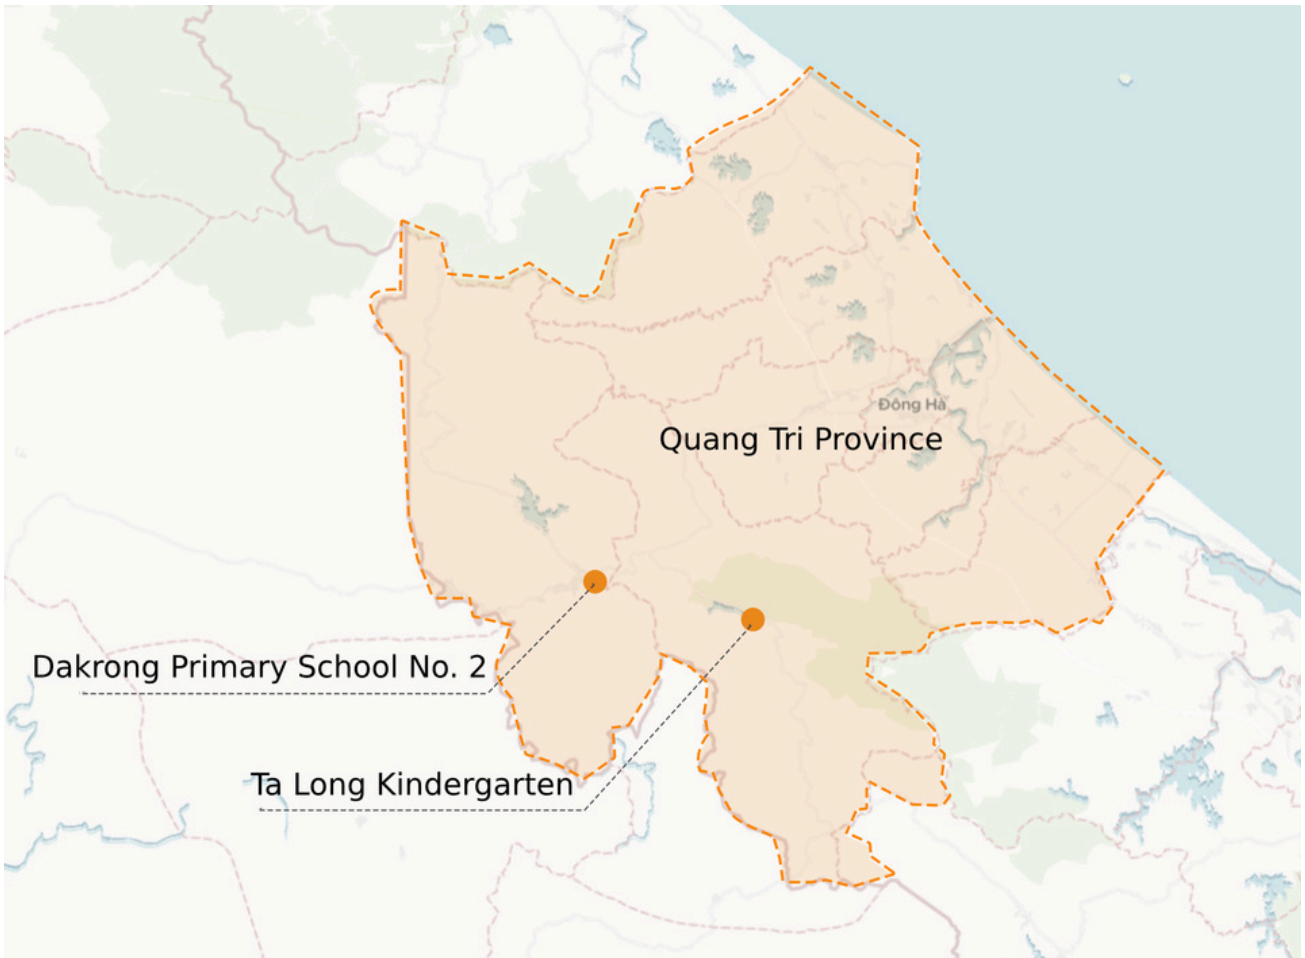 Đông Hà
Quang Tri Province
Dakrong Primary School No. 2
Ta Long Kindergarten